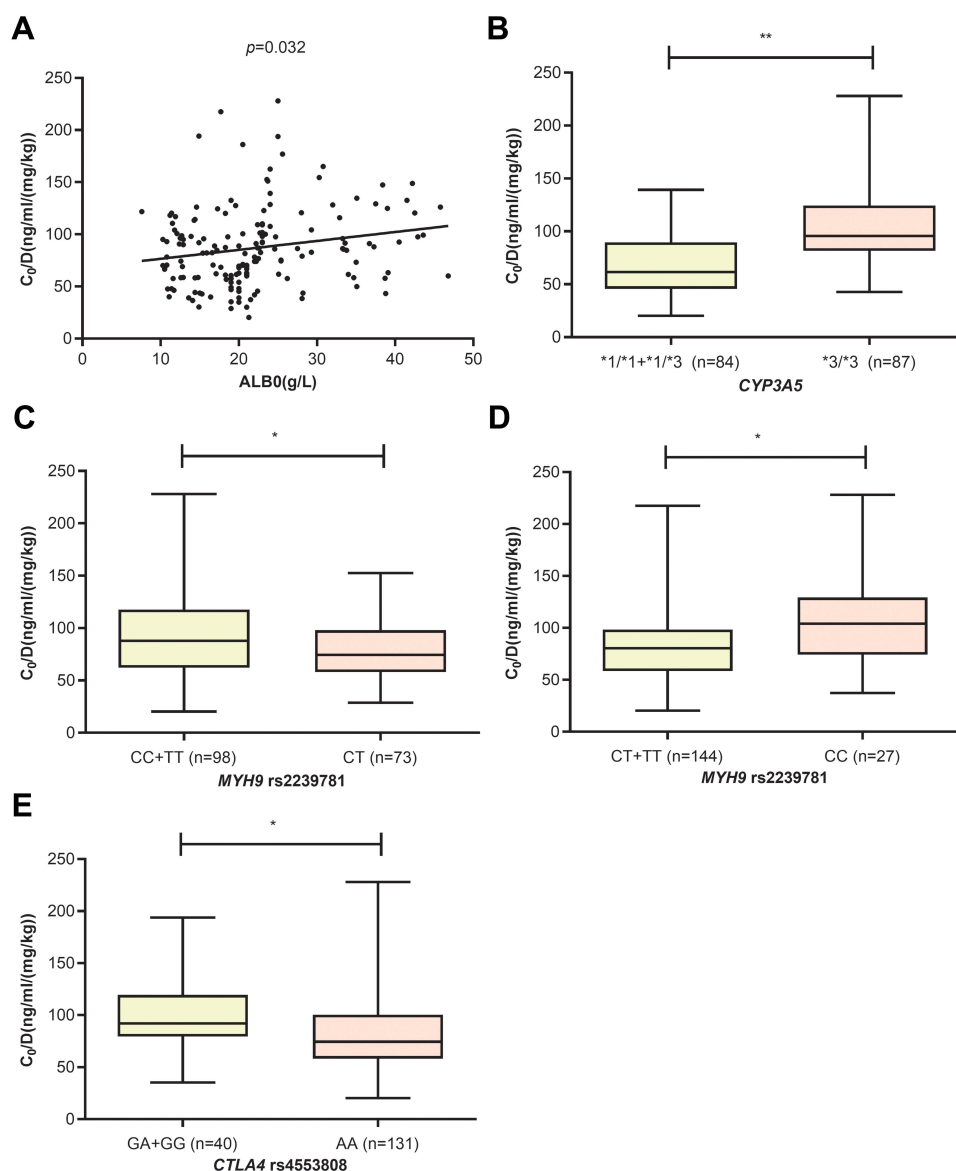 A
p=0.032
C0/D(ng/ml/(mg/kg))
250
200
150
100
50
0
0 10 20 30 40 50
ALB0(g/L)
B
**
C0/D(ng/ml/(mg/kg))
250
200
150
100
50
0
*1/*1+*1/*3 (n=84) *3/*3 (n=87)
CYP3A5
C
*
C0/D(ng/ml/(mg/kg))
250
200
150
100
50
0
CC+TT (n=98) CT (n=73)
MYH9 rs2239781
D
*
C0/D(ng/ml/(mg/kg))
250
200
150
100
50
0
CT+TT (n=144) CC (n=27)
MYH9 rs2239781
E
*
C0/D(ng/ml/(mg/kg))
250
200
150
100
50
0
GA+GG (n=40) AA (n=131)
CTLA4 rs4553808